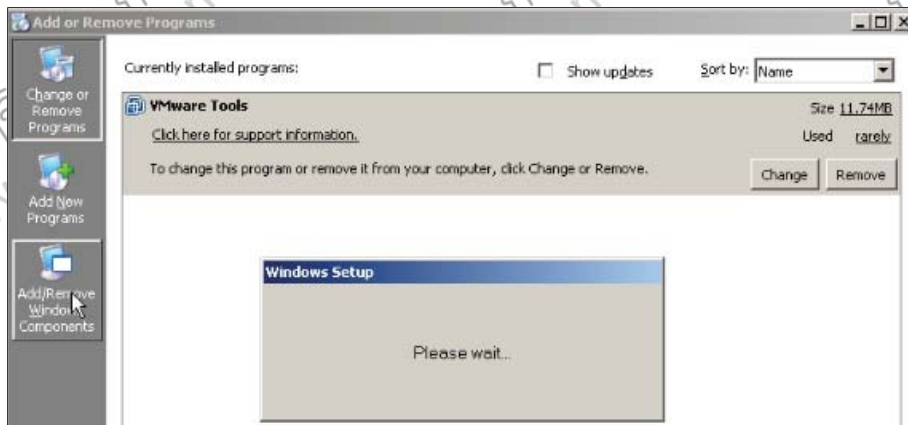 Add or Remove Programs
Change or
Remove
Programs
Add New
Programs
Add/Remove
Windows
Components
Currently installed programs:
Show updates
Sort by: Name
VMware Tools
Size 11.74MB
Click here for support information.
Used rarely
To change this program or remove it from your computer, click Change or Remove.
Change Remove
Windows Setup
Please wait...